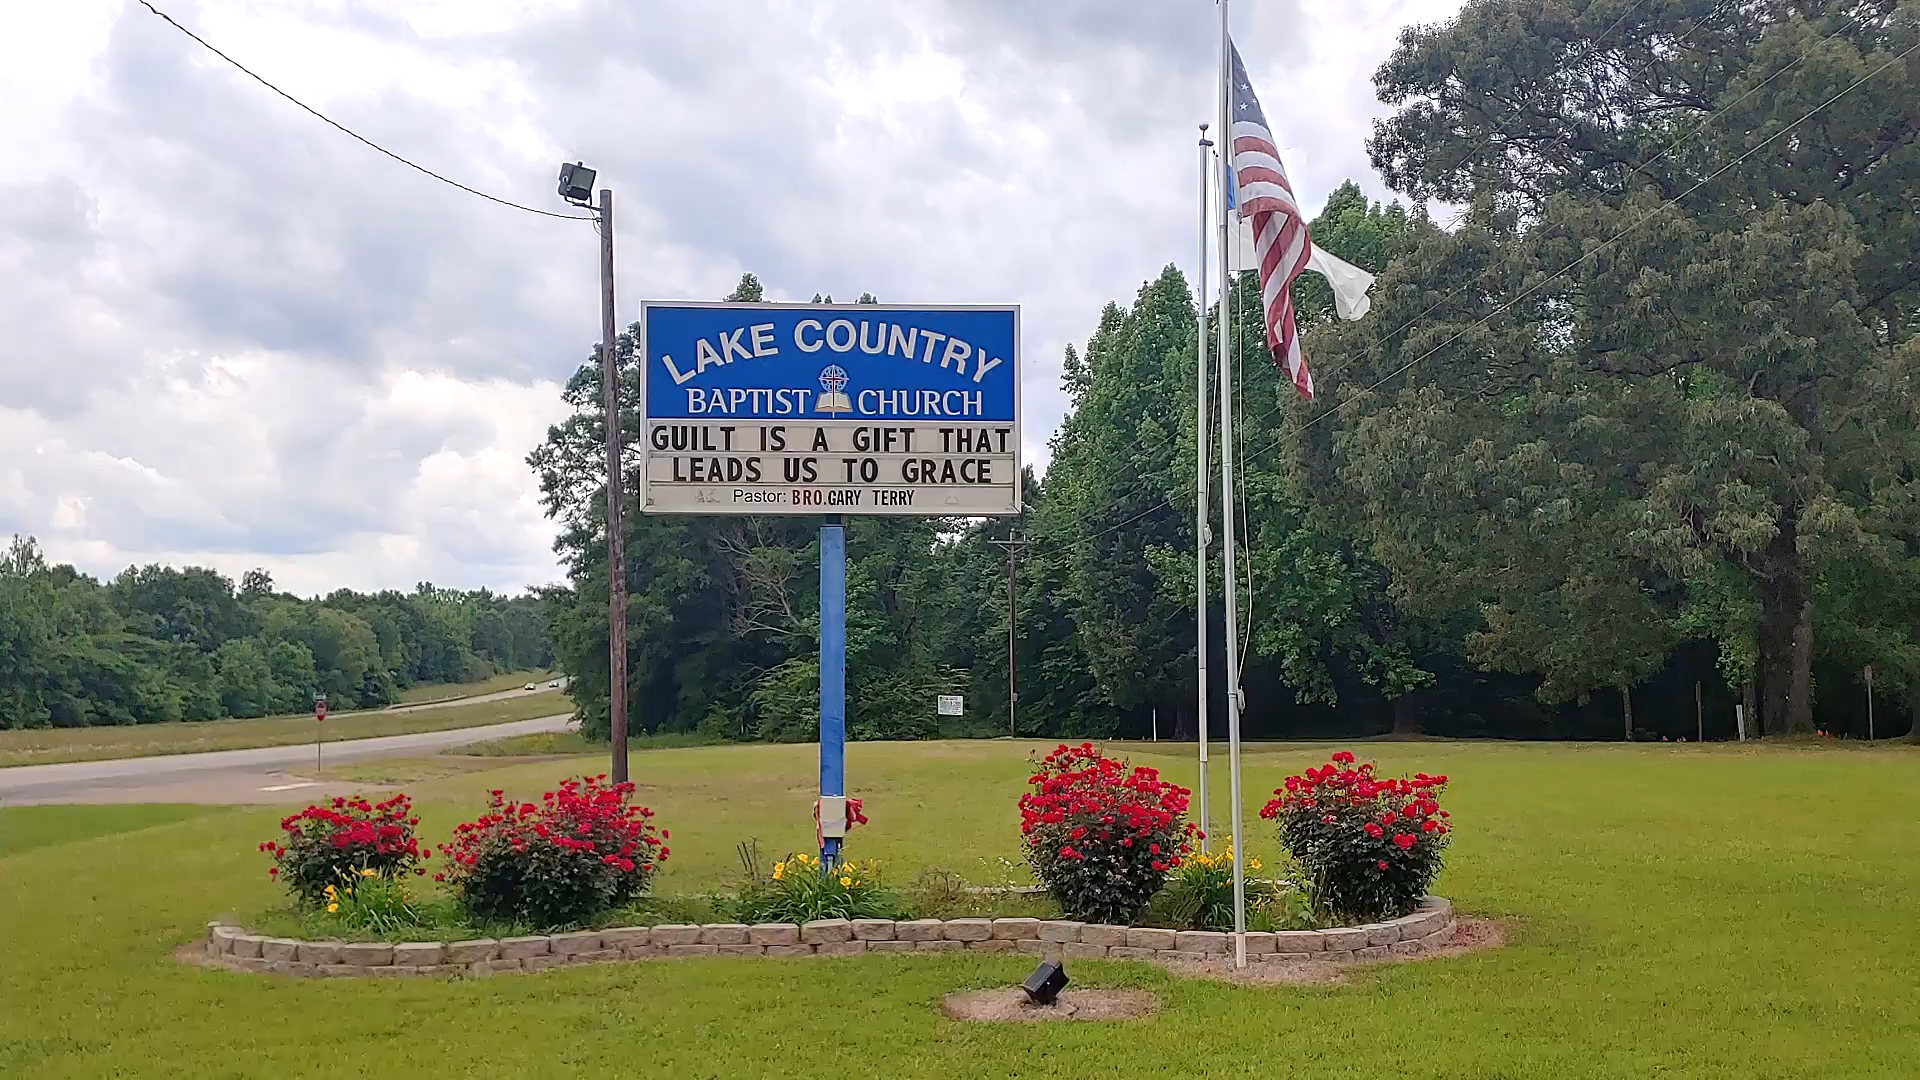 LAKE COUNTRY
BAPTIST CHURCH
GUILT IS A GIFT THAT
LEADS US TO GRACE
Pastor: BRO.GARY TERRY